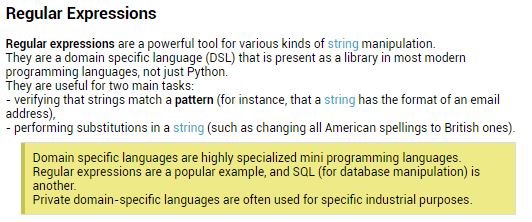 Regular Expressions
Regular expressions are a powerful tool for various kinds of string manipulation.
They are a domain specific language (DSL) that is present as a library in most modern
programming languages, not just Python.
They are useful for two main tasks:
- verifying that strings match a pattern (for instance, that a string has the format of an email
address),
- performing substitutions in a string (such as changing all American spellings to British ones).
Domain specific languages are highly specialized mini programming languages.
Regular expressions are a popular example, and SQL (for database manipulation) is
another.
Private domain-specific languages are often used for specific industrial purposes.